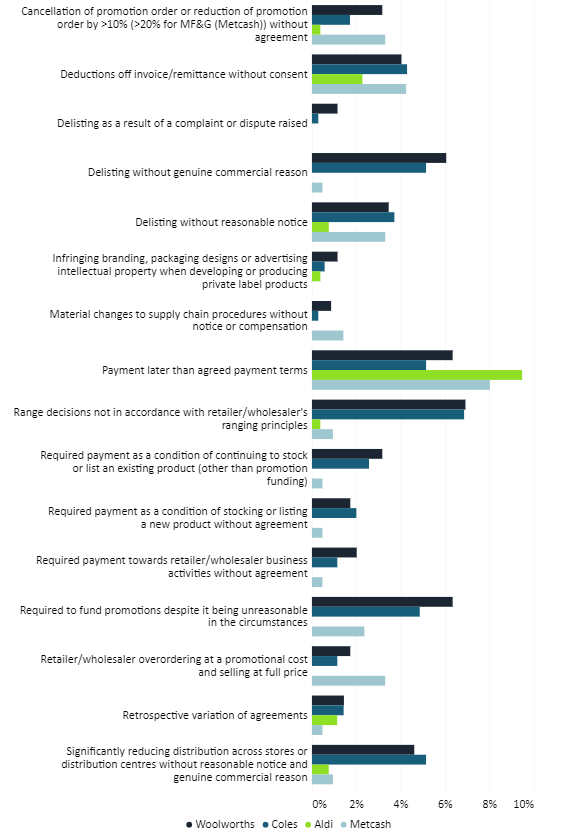 Cancellation of promotion order or reduction of promotion
order by >10% (>20% for MF&G (Metcash)) without
agreement
Deductions off invoice/remittance without consent
Delisting as a result of a complaint or dispute raised
Delisting without genuine commercial reason
Delisting without reasonable notice
Infringing branding, packaging designs or advertising
intellectual property when developing or producing
private label products
Material changes to supply chain procedures without
notice or compensation
Payment later than agreed payment terms
Range decisions not in accordance with retailer/wholesaler's
ranging principles
Required payment as a condition of continuing to stock
or list an existing product (other than promotion
funding)
Required payment as a condition of stocking or listing
a new product without agreement
Required payment towards retailer/wholesaler business
activities without agreement
Required to fund promotions despite it being unreasonable
in the circumstances
Retailer/wholesaler overordering at a promotional cost
and selling at full price
Retrospective variation of agreements
Significantly reducing distribution across stores or
distribution centres without reasonable notice and
genuine commercial reason
0% 2% 4% 6% 8% 10%
Woolworths Coles Aldi Metcash